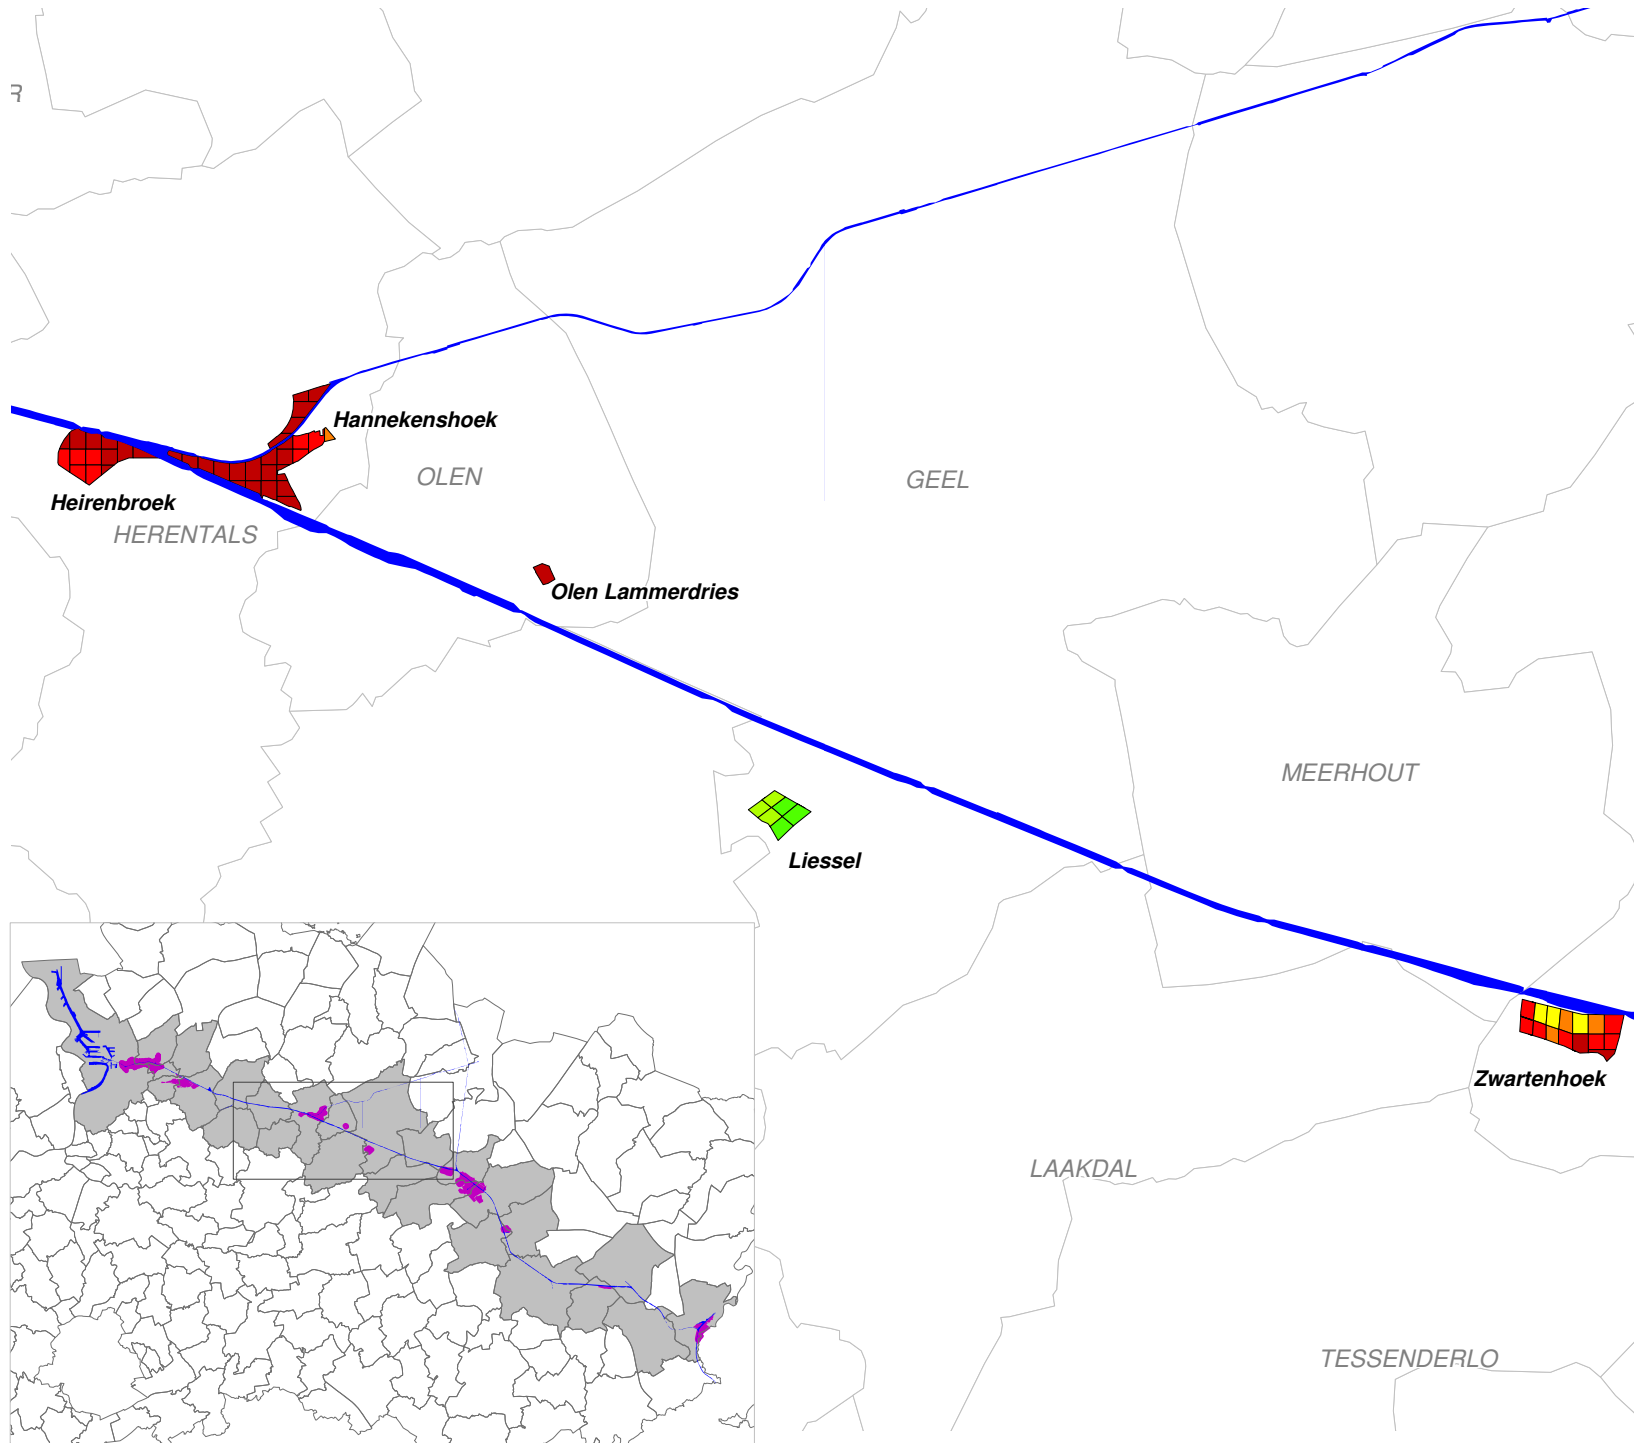 R
Hannekenshoek
OLEN
GEEL
Heirenbroek
HERENTALS
Olen Lammerdries
MEERHOUT
Liessel
Zwartenhoek
LAAKDAL
TESSENDERLO